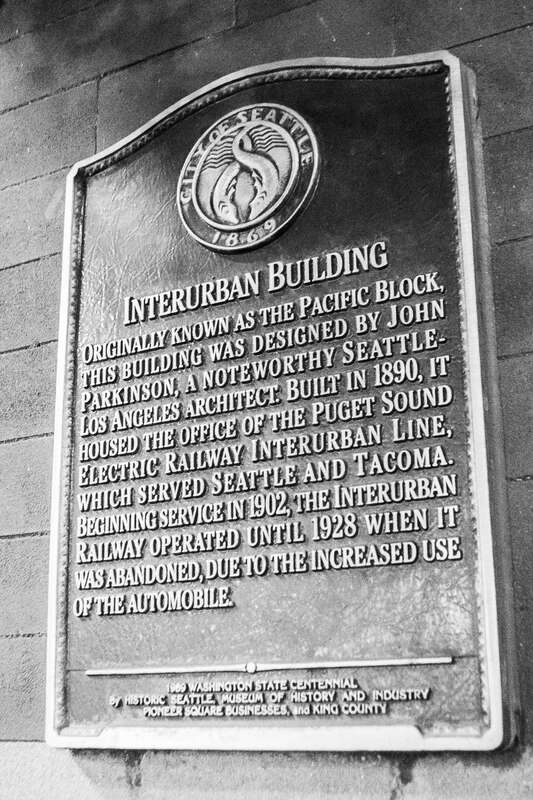 CITY OF SEATTLE
1869
INTERURBAN BUILDING
ORIGINALLY KNOWN AS THE PACIFIC BLOCK,
THIS BUILDING WAS DESIGNED BY JOHN
PARKINSON, A NOTEWORTHY SEATTLE-
LOS ANGELES ARCHITECT. BUILT IN 1890, IT
HOUSED THE OFFICE OF THE PUGET SOUND
ELECTRIC RAILWAY INTERURBAN LINE,
WHICH SERVED SEATTLE AND TACOMA.
BEGINNING SERVICE IN 1902, THE INTERURBAN
RAILWAY OPERATED UNTIL 1928 WHEN IT
WAS ABANDONED, DUE TO THE INCREASED USE
OF THE AUTOMOBILE.
1989 WASHINGTON STATE CENTENNIAL
By HISTORIC SEATTLE, MUSEUM OF HISTORY AND INDUSTRY
PIONEER SQUARE BUSINESSES, and KING COUNTY